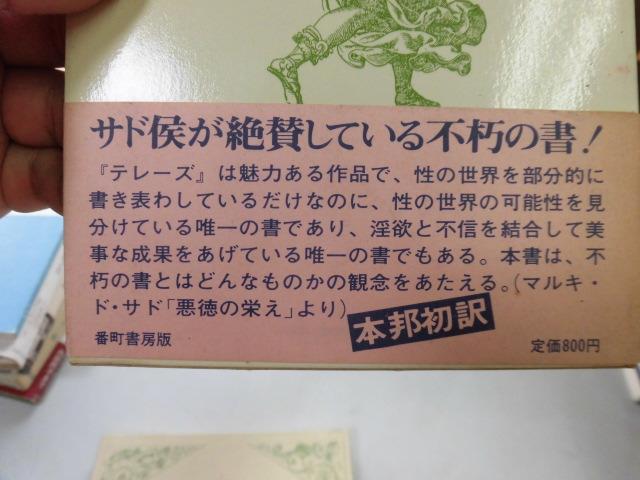 サド侯が絶賛している不朽の書!
『テレーズ』は魅力ある作品で、性の世界を部分的に
書き表わしているだけなのに、性の世界の可能性を見
分けている唯一の書であり、淫欲と不信を結合して美
事な成果をあげている唯一の書でもある。本書は、不
朽の書とはどんなものかの観念をあたえる。(マルキ・
ド・サド「悪徳の栄え」より)
本邦初訳
番町書房版
定価800円